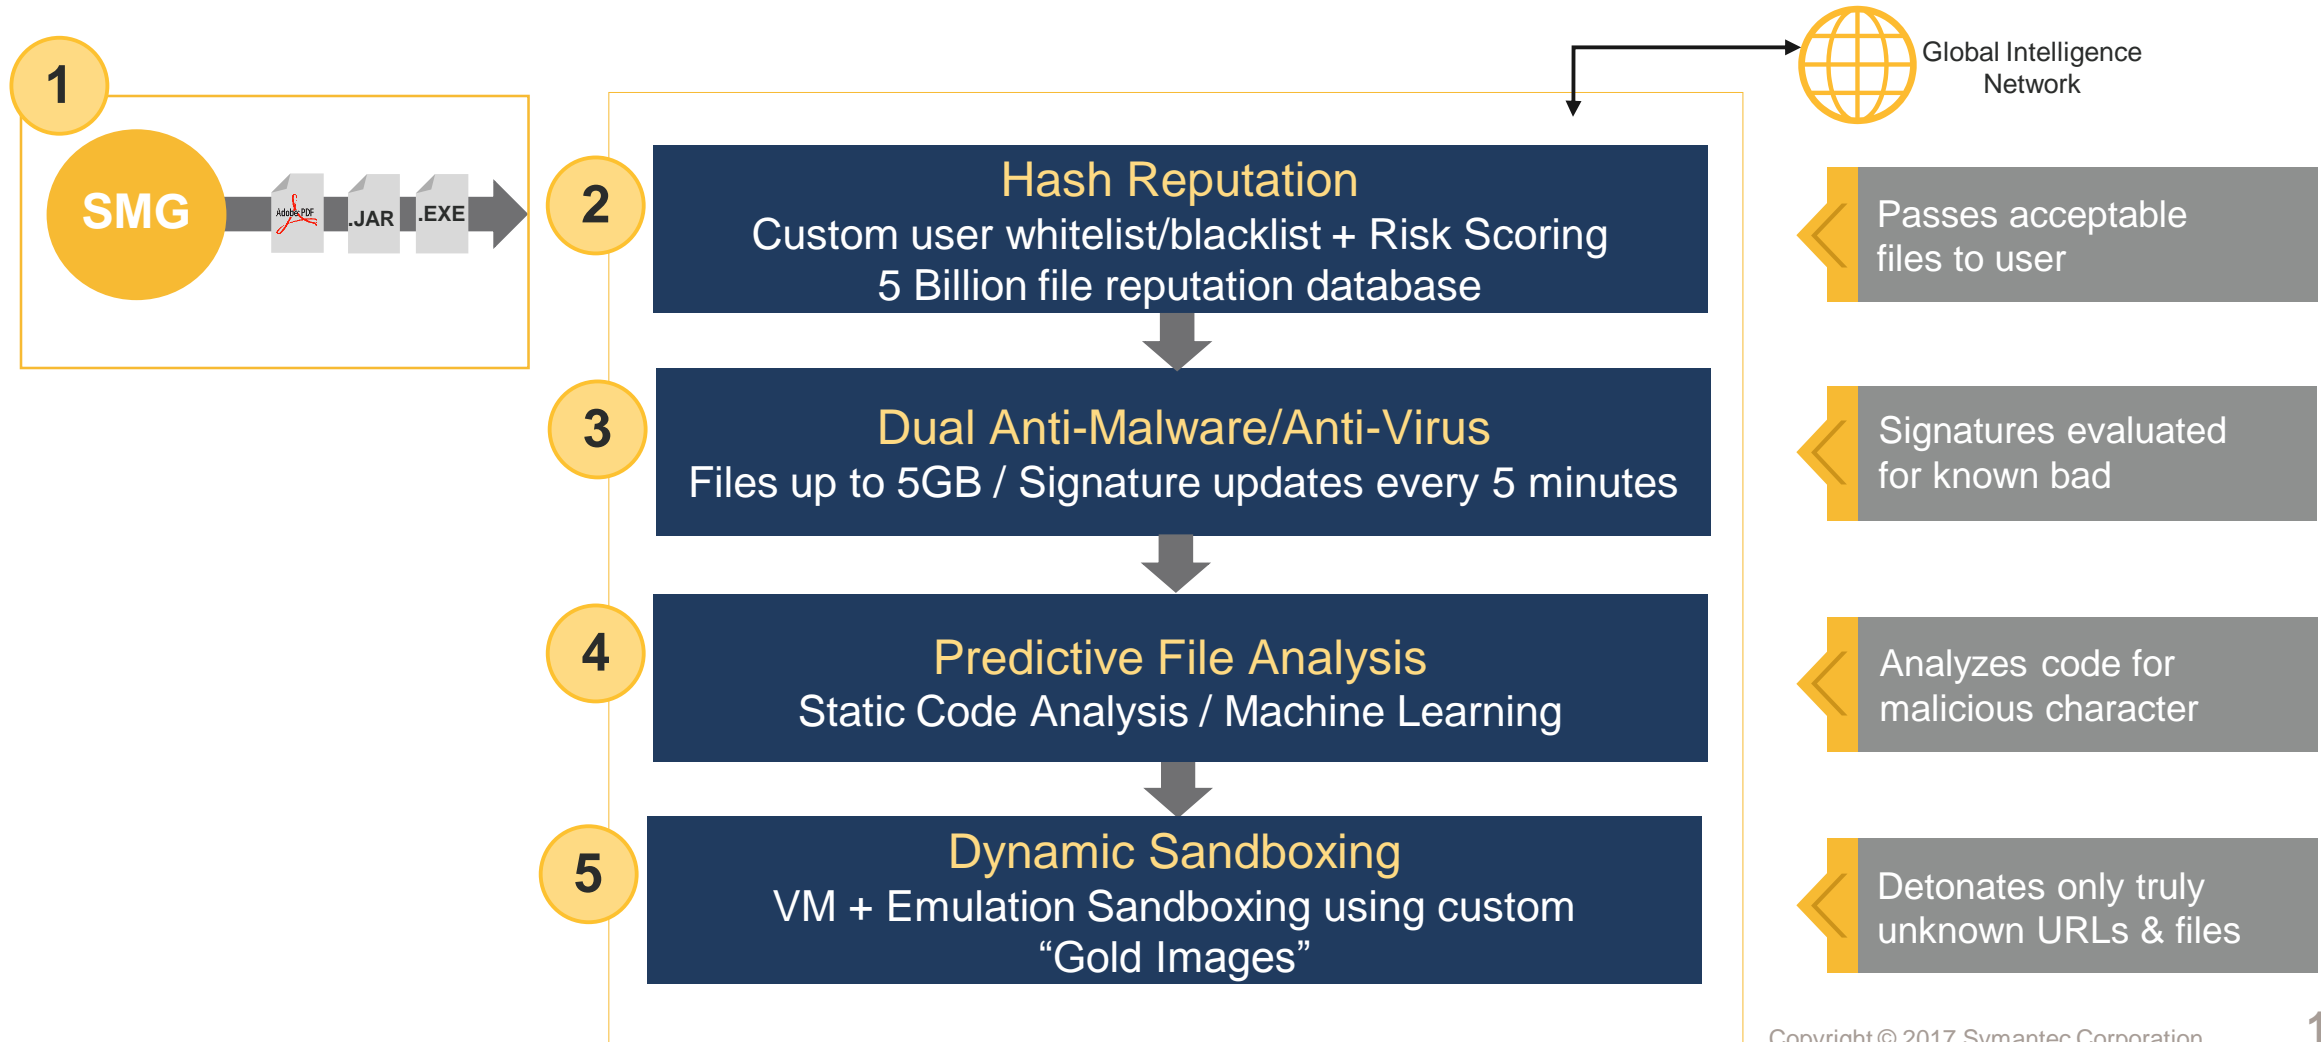 1
SMG
Adobe PDF
.JAR
.EXE
Global Intelligence
Network
2
Hash Reputation
Custom user whitelist/blacklist + Risk Scoring
5 Billion file reputation database
Passes acceptable
files to user
3
Dual Anti-Malware/Anti-Virus
Files up to 5GB / Signature updates every 5 minutes
Signatures evaluated
for known bad
4
Predictive File Analysis
Static Code Analysis / Machine Learning
Analyzes code for
malicious character
5
Dynamic Sandboxing
VM + Emulation Sandboxing using custom
“Gold Images”
Detonates only truly
unknown URLs & files
Copyright © 2017 Symantec Corporation
1